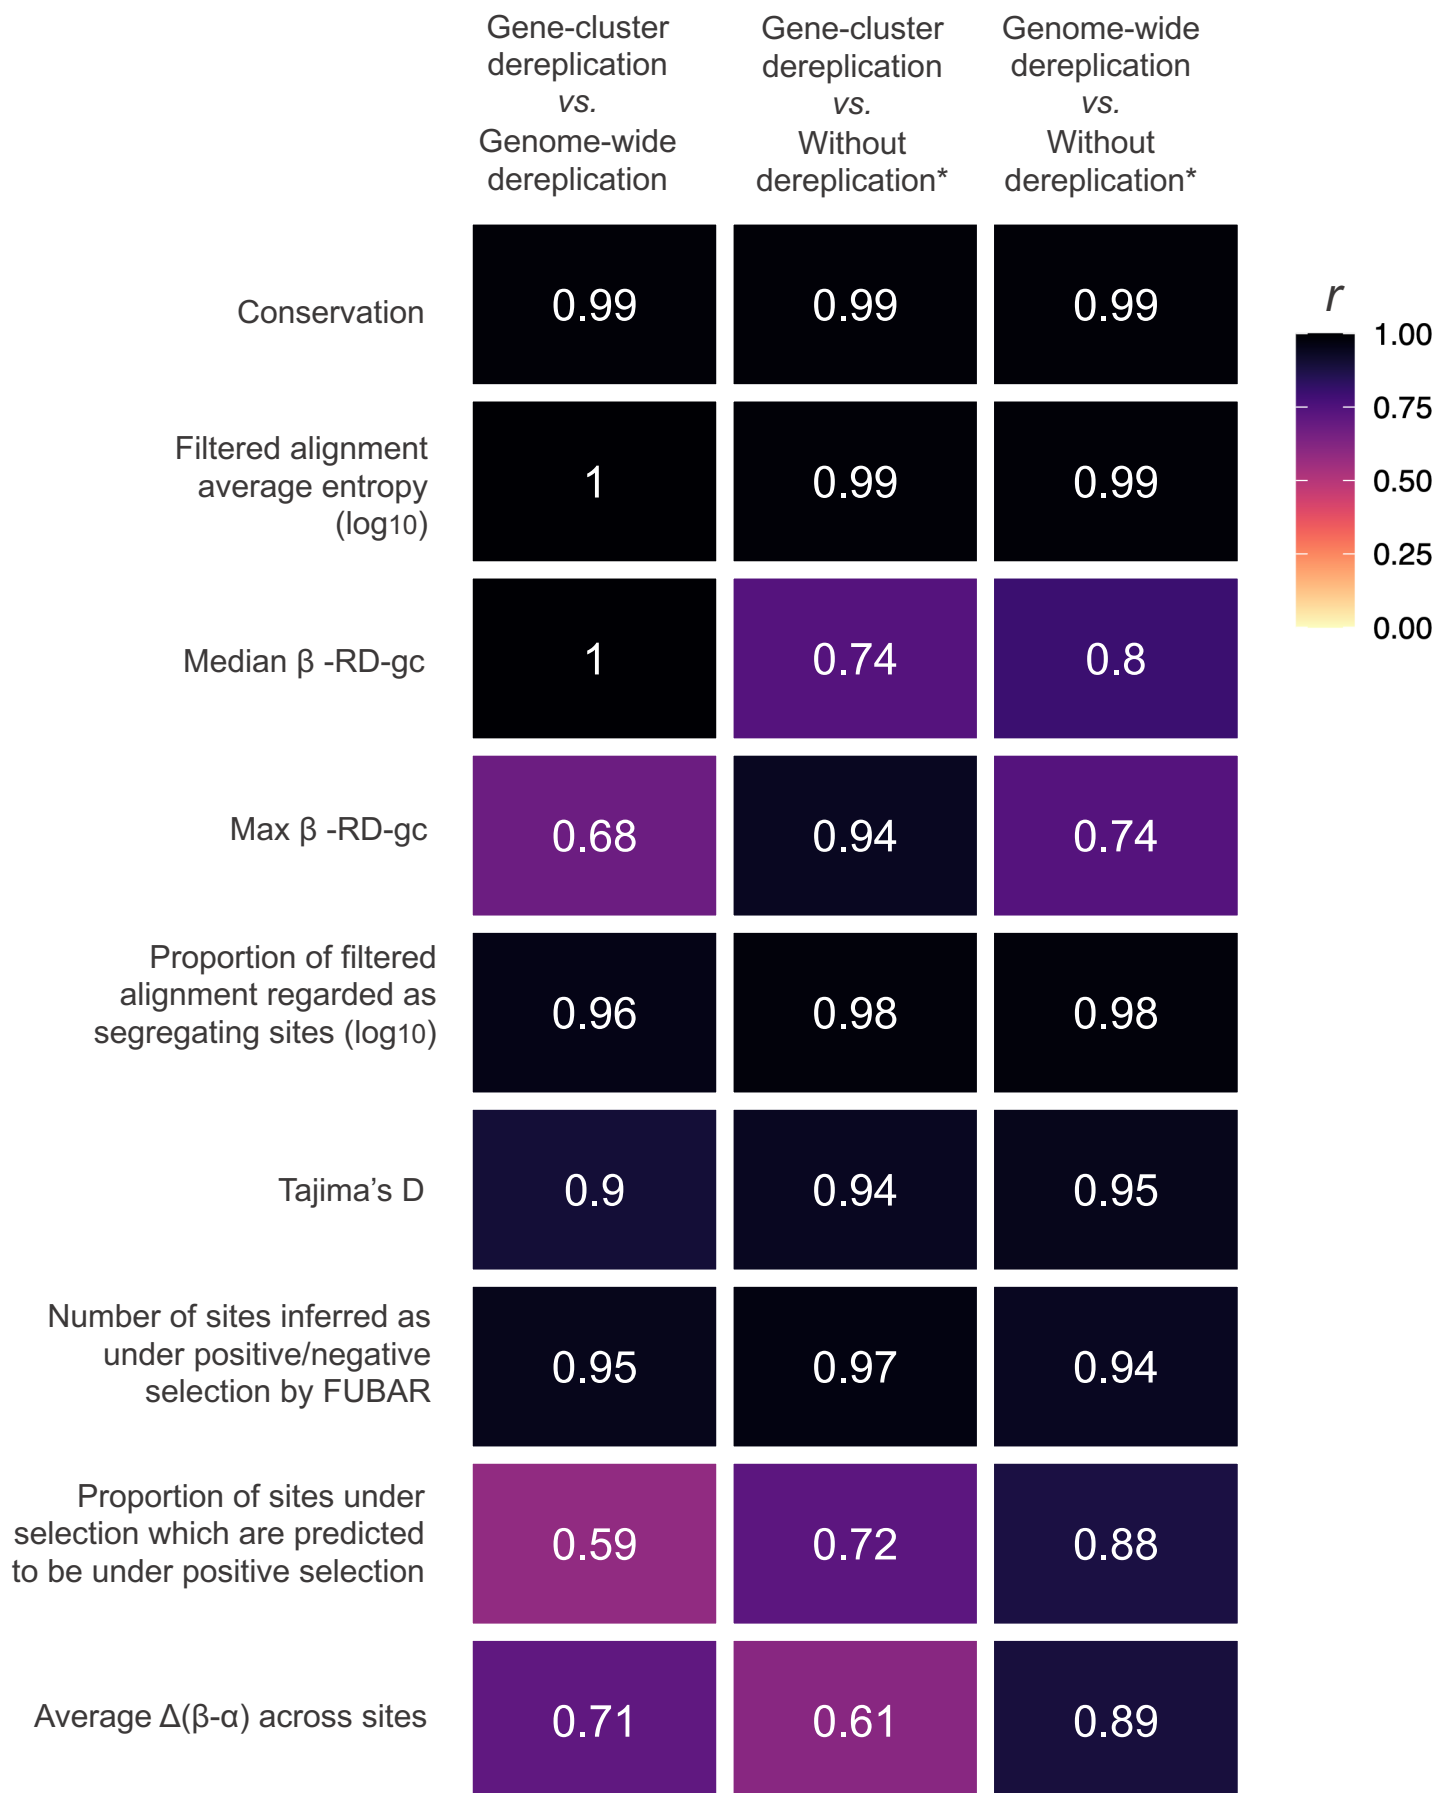 Gene-cluster
dereplication
vs.
Genome-wide
dereplication
Gene-cluster
dereplication
vs.
Without
dereplication*
Genome-wide
dereplication
vs.
Without
dereplication*
Conservation
0.99
0.99
0.99
Filtered alignment
average entropy
(log10)
1
0.99
0.99
Median β -RD-gc
1
0.74
0.8
Max β -RD-gc
0.68
0.94
0.74
Proportion of filtered
alignment regarded as
segregating sites (log10)
0.96
0.98
0.98
Tajima’s D
0.9
0.94
0.95
Number of sites inferred as
under positive/negative
selection by FUBAR
0.95
0.97
0.94
Proportion of sites under
selection which are predicted
to be under positive selection
0.59
0.72
0.88
Average Δ(β-α) across sites
0.71
0.61
0.89
r
1.00
0.75
0.50
0.25
0.00